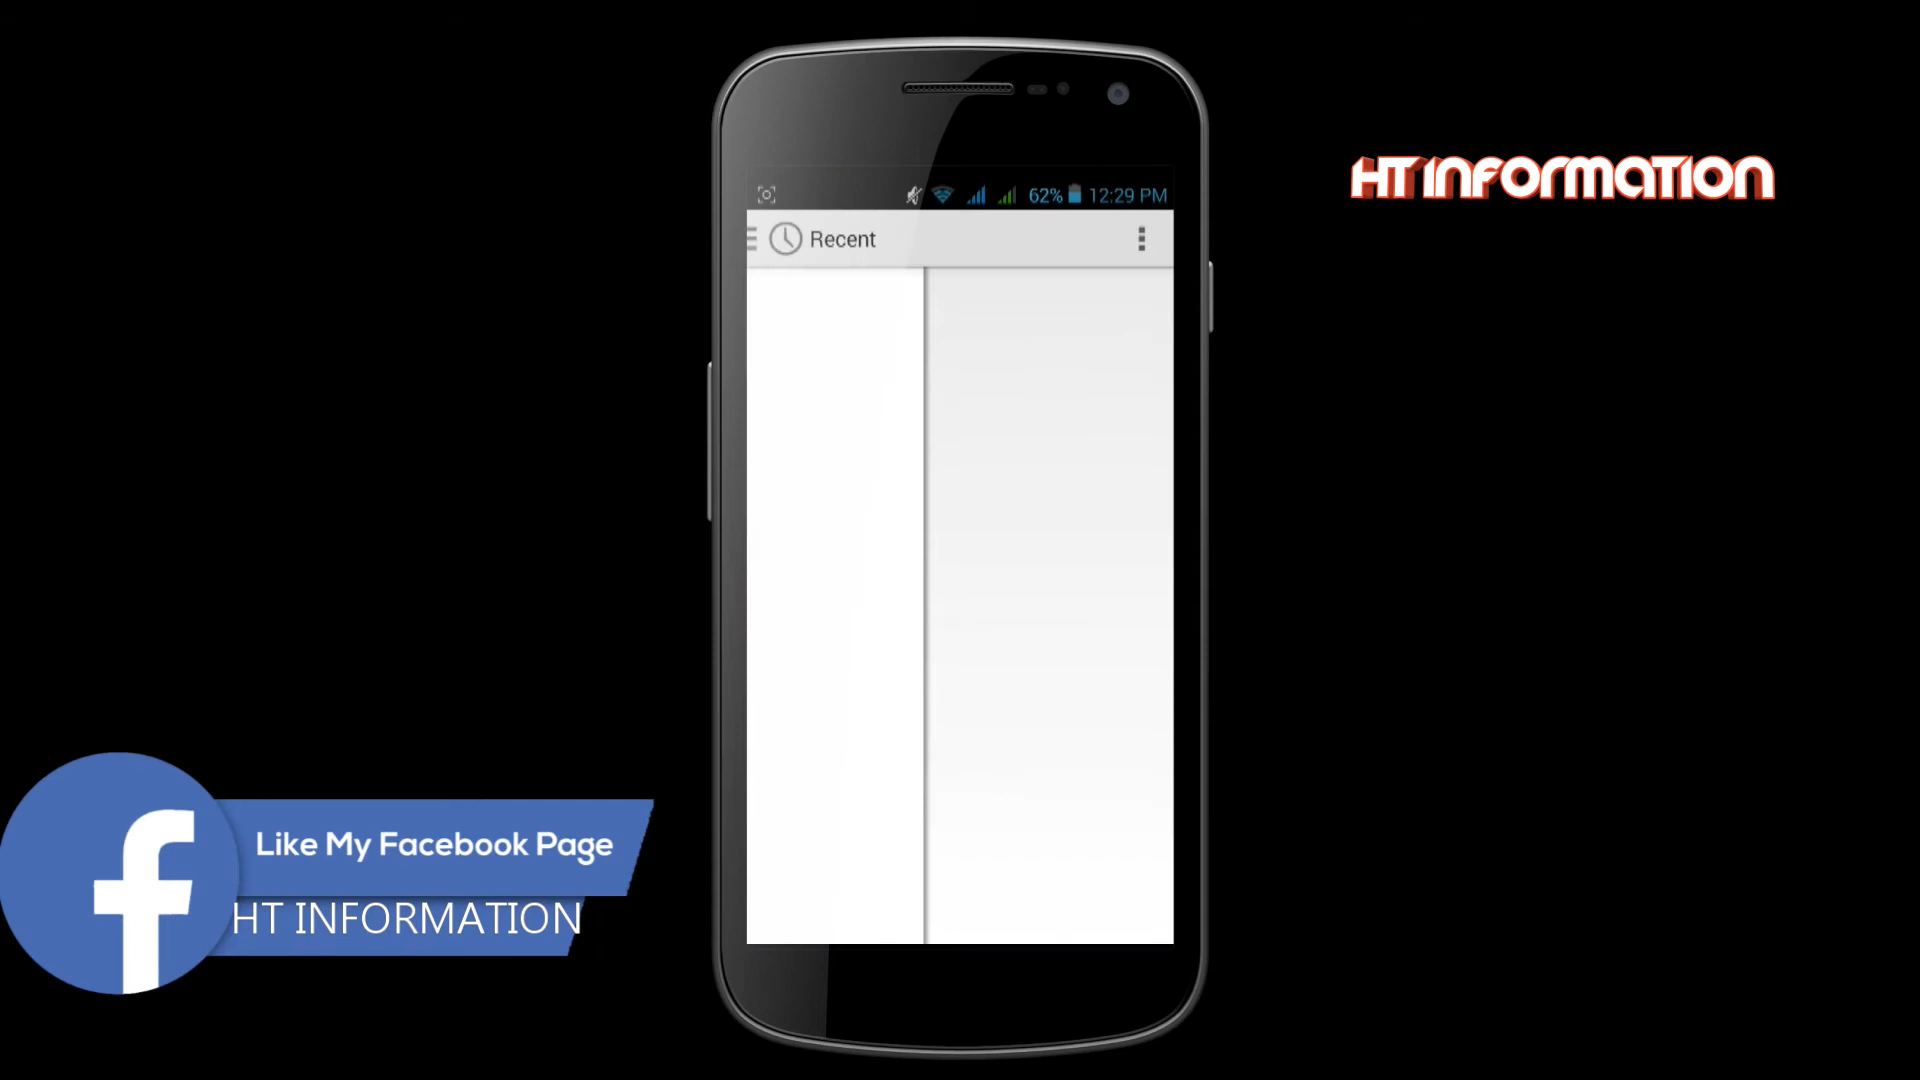 62% 12:29 PM
Recent
HT INFORMATION
Like My Facebook Page
HT INFORMATION